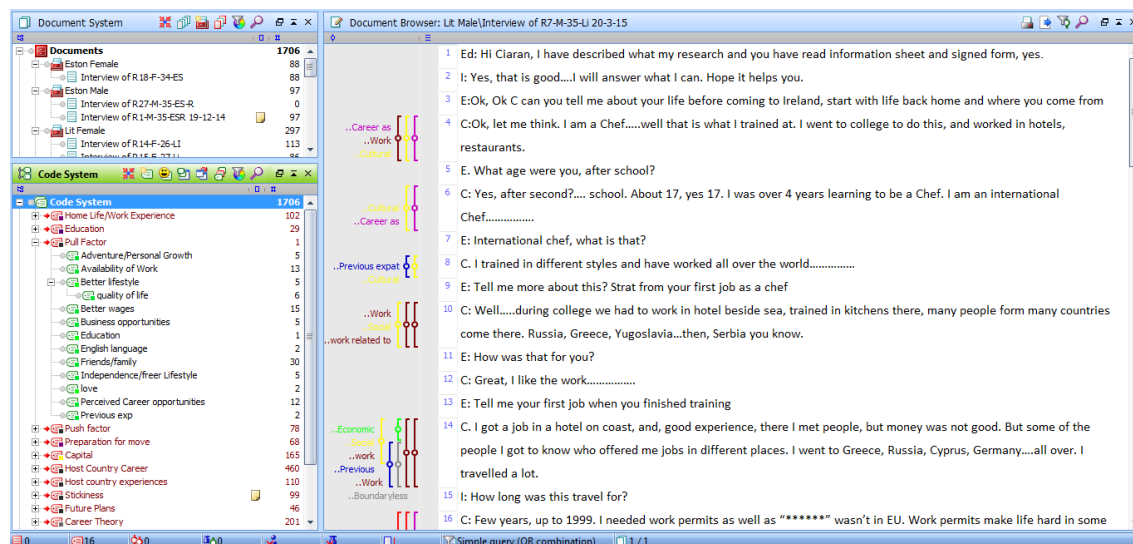 Document System
Documents 1706
Eston Female 88
Interview of R18-F-34-ES 88
Eston Male 97
Interview of R27-M-35-ES-R 0
Interview of R1-M-35-ESR 19-12-14 97
Lit Female 297
Interview of R14-F-26-LI 113
Code System
Code System 1706
Home Life/Work Experience 102
Education 29
Pull Factor 1
Adventure/Personal Growth 5
Availability of Work 13
Better lifestyle 5
quality of life 6
Better wages 15
Business opportunities 5
Education 1
English language 2
Friends/family 30
Independence/freer Lifestyle 5
love 2
Perceived Career opportunities 12
Previous exp 2
Push factor 78
Preparation for move 68
Capital 165
Host Country Career 460
Host country experiences 110
Stickiness 99
Future Plans 46
Career Theory 201
Document Browser: Lit Male\Interview of R7-M-35-Li 20-3-15
1 Ed: Hi Ciaran, I have described what my research and you have read information sheet and signed form, yes.
2 I: Yes, that is good....I will answer what I can. Hope it helps you.
3 E:Ok, Ok C can you tell me about your life before coming to Ireland, start with life back home and where you come from
..Career as
..Work
..Cultural
4 C:Ok, let me think. I am a Chef.....well that is what I trained at. I went to college to do this, and worked in hotels,
restaurants.
5 E. What age were you, after school?
..Cultural
..Career as
6 C: Yes, after second?.... school. About 17, yes 17. I was over 4 years learning to be a Chef. I am an international
Chef................
7 E: International chef, what is that?
..Previous expat
..Cultural
8 C. I trained in different styles and have worked all over the world...............
9 E: Tell me more about this? Strat from your first job as a chef
..Work
..Social
..work related to
10 C: Well.....during college we had to work in hotel beside sea, trained in kitchens there, many people form many countries
come there. Russia, Greece, Yugoslavia...then, Serbia you know.
11 E: How was that for you?
12 C: Great, I like the work................
13 E: Tell me your first job when you finished training
..Economic
..Social
..work
..Previous
..Work
..Boundaryless
14 C. I got a job in a hotel on coast, and, good experience, there I met people, but money was not good. But some of the
people I got to know who offered me jobs in different places. I went to Greece, Russia, Cyprus, Germany....all over. I
travelled a lot.
15 I: How long was this travel for?
16 C: Few years, up to 1999. I needed work permits as well as “******” wasn’t in EU. Work permits make life hard in some
0 16 0 0 Simple query (OR combination) 1 / 1